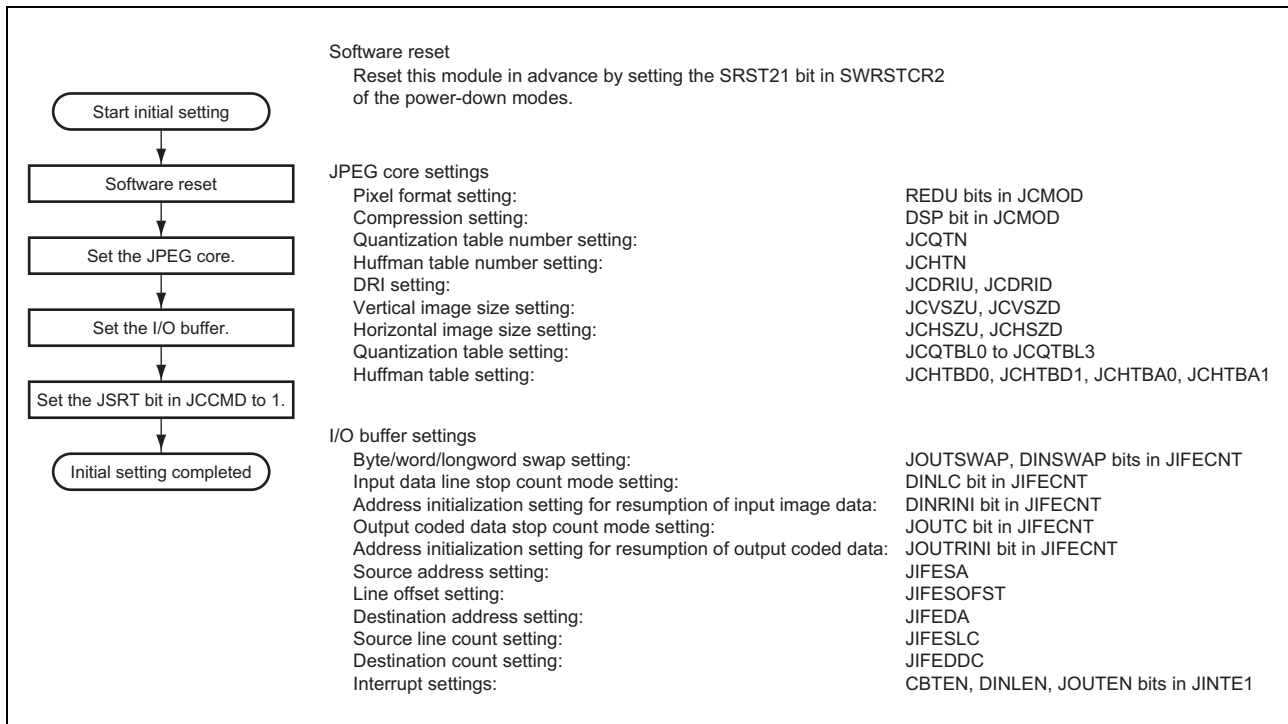 Start initial setting
Software reset
Set the JPEG core.
Set the I/O buffer.
Set the JSRT bit in JCCMD to 1.
Initial setting completed
Software reset
Reset this module in advance by setting the SRST21 bit in SWRSTCR2
of the power-down modes.
JPEG core settings
Pixel format setting: REDU bits in JCMOD
Compression setting: DSP bit in JCMOD
Quantization table number setting: JCQTN
Huffman table number setting: JCHTN
DRI setting: JCDRIU, JCDRID
Vertical image size setting: JCVSZU, JCVSZD
Horizontal image size setting: JCHSZU, JCHSZD
Quantization table setting: JCQTBL0 to JCQTBL3
Huffman table setting: JCHTBD0, JCHTBD1, JCHTBA0, JCHTBA1
I/O buffer settings
Byte/word/longword swap setting: JOUTSWAP, DINSWAP bits in JIFECNT
Input data line stop count mode setting: DINLC bit in JIFECNT
Address initialization setting for resumption of input image data: DINRINI bit in JIFECNT
Output coded data stop count mode setting: JOUTC bit in JIFECNT
Address initialization setting for resumption of output coded data: JOUTRINI bit in JIFECNT
Source address setting: JIFESA
Line offset setting: JIFESOFST
Destination address setting: JIFEDA
Source line count setting: JIFESLC
Destination count setting: JIFEDDC
Interrupt settings: CBTEN, DINLEN, JOUTEN bits in JINTE1